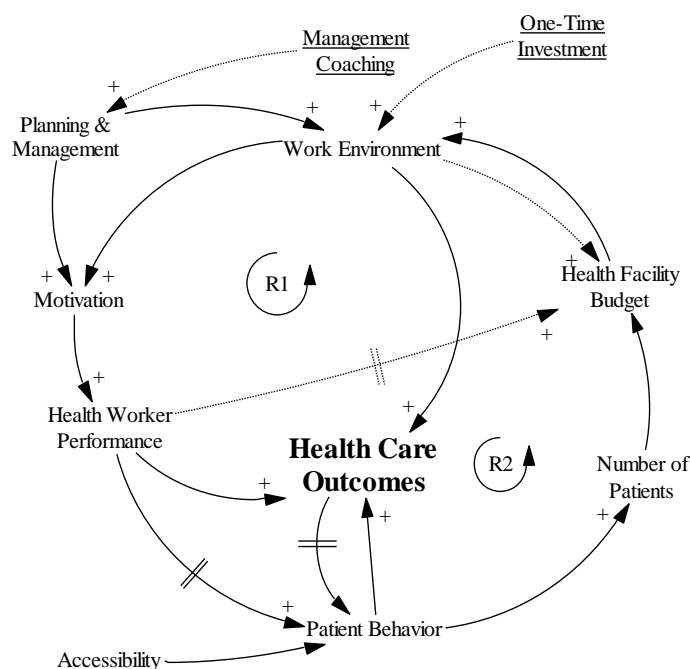 Management
Coaching
One-Time
Investment
+
+
+
Planning &
Management
Work Environment
+
+
Health Facility
Budget
+
+
Motivation
R1
+
+
Health Worker
Performance
+
Health Care
Outcomes
R2
Number of
Patients
+
+
+
+
Patient Behavior
Accessibility